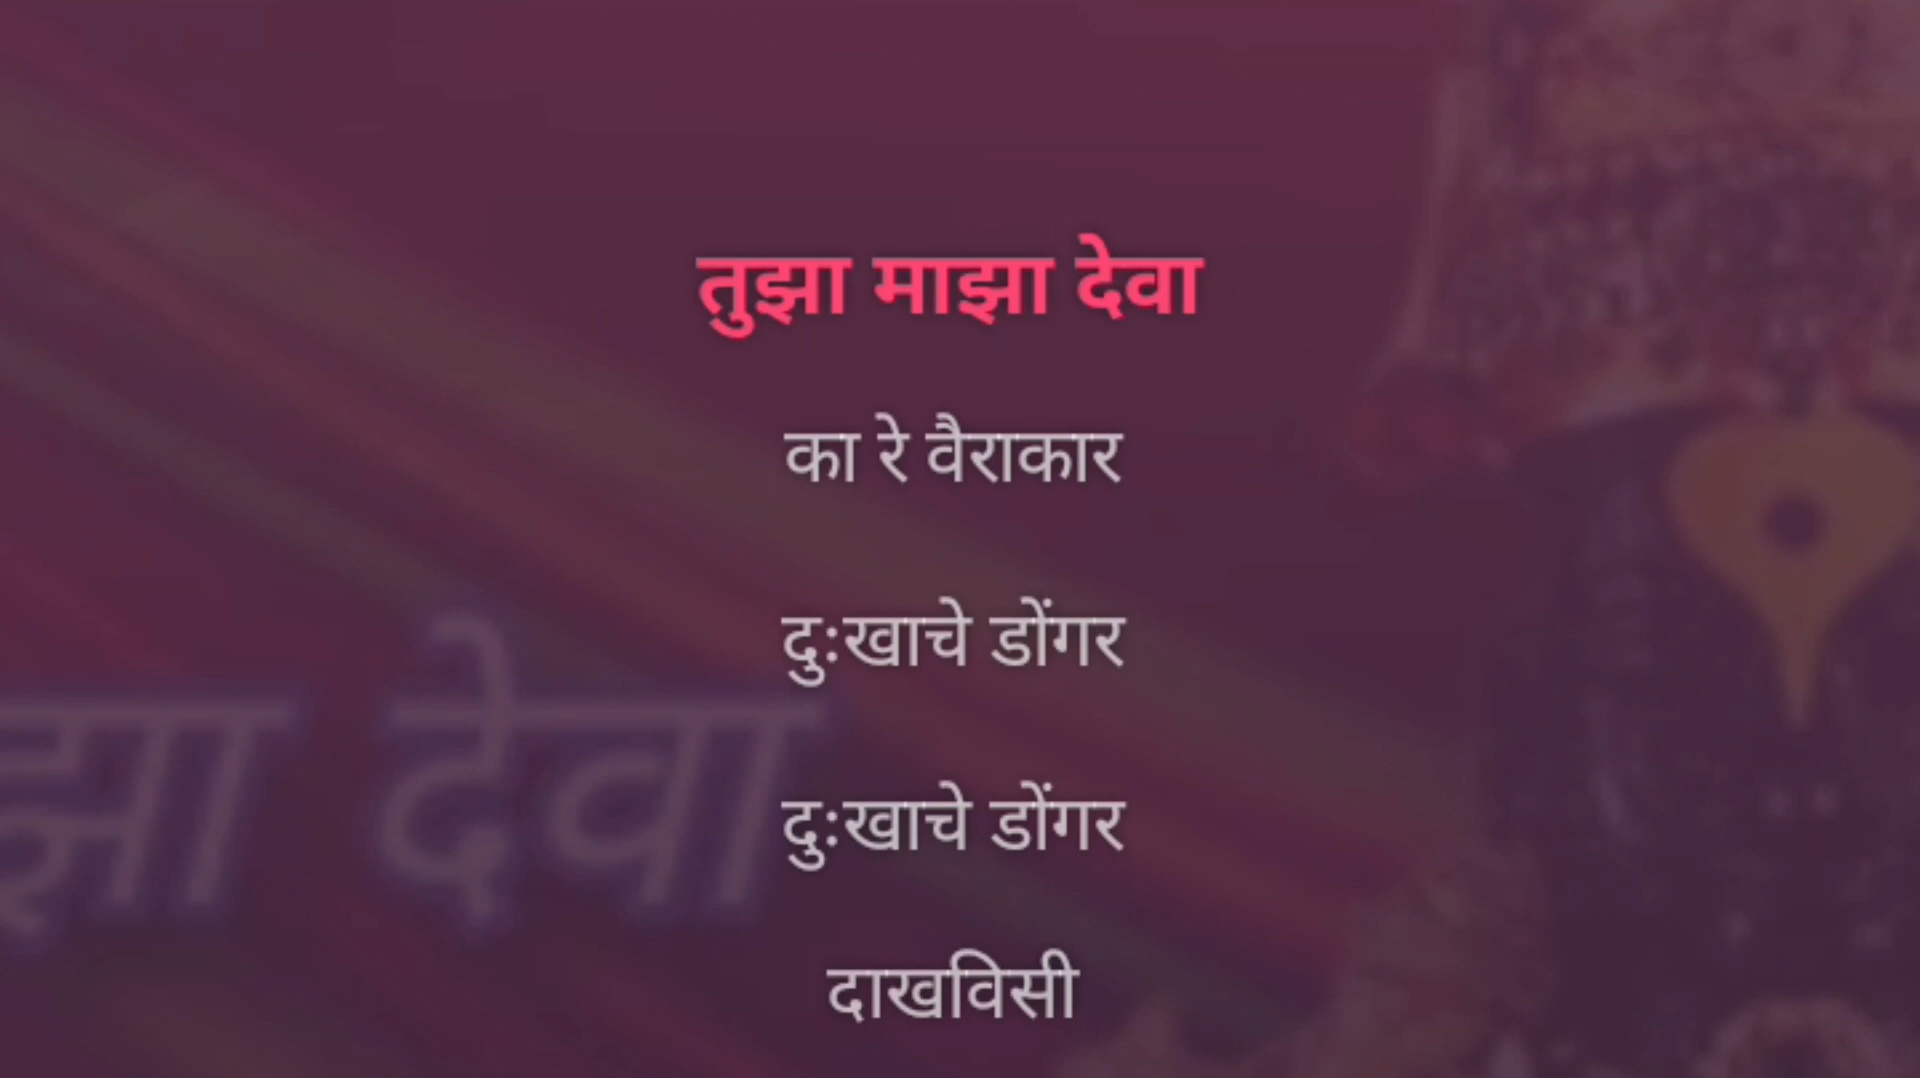 तुझा माझा देवा
का रे वैराकार
दुःखाचे डोंगर
झा देवा
दुःखाचे डोंगर
दाखविसी